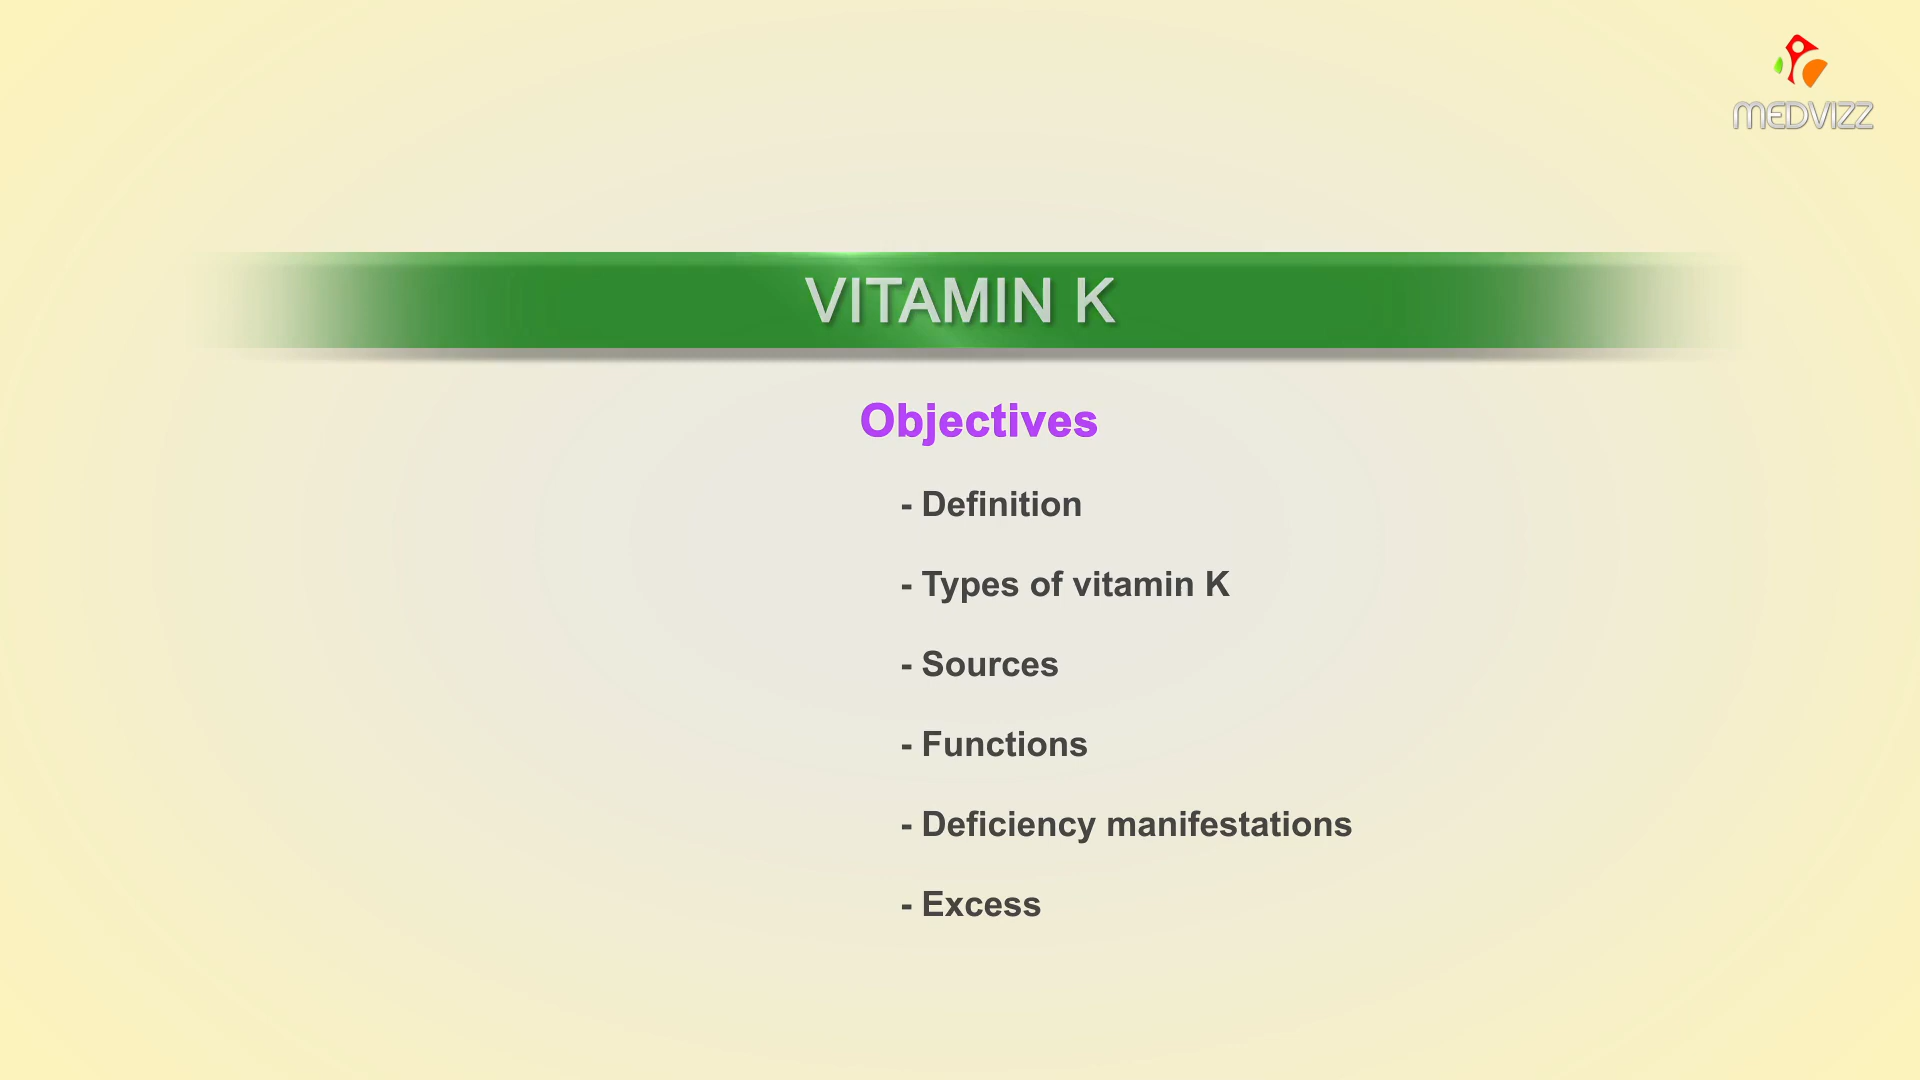 MEDVIZZ
VITAMIN K
Objectives
- Definition
- Types of vitamin K
- Sources
- Functions
- Deficiency manifestations
- Excess